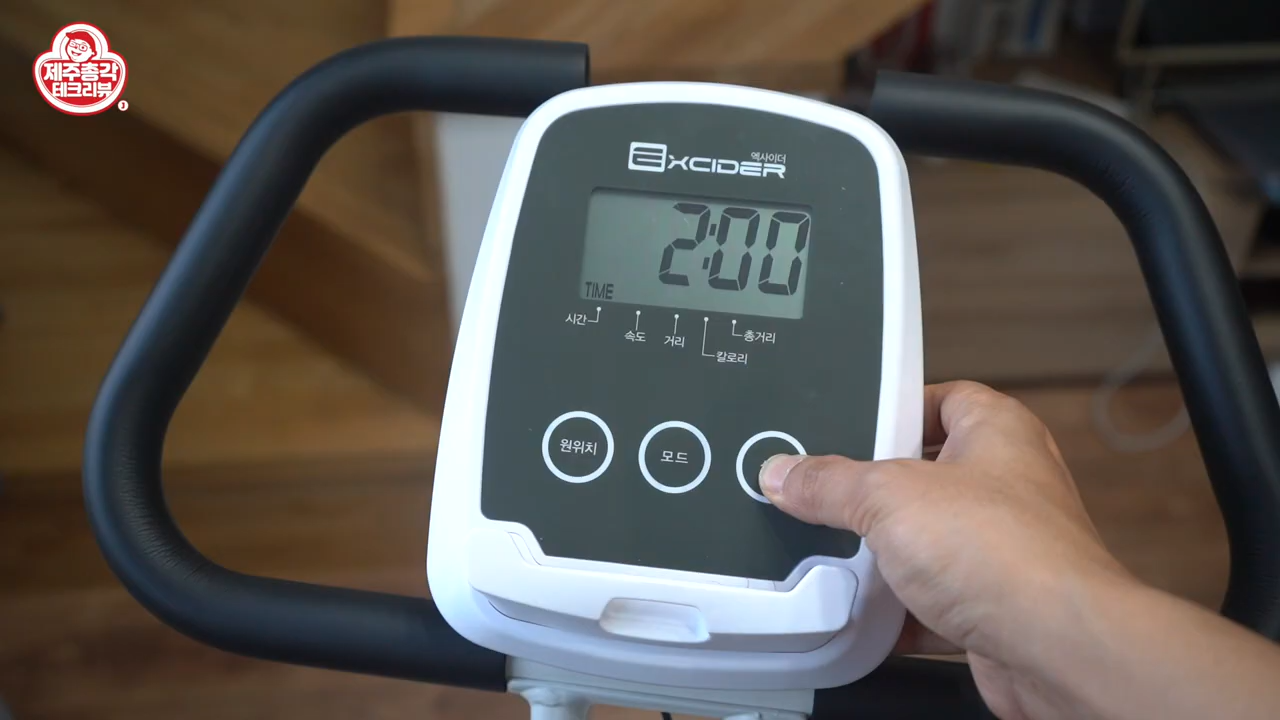 제주총각
테크리뷰
엑사이더
EXCIDER
2:00
TIME
시간
속도
거리
칼로리
총거리
원위치
모드